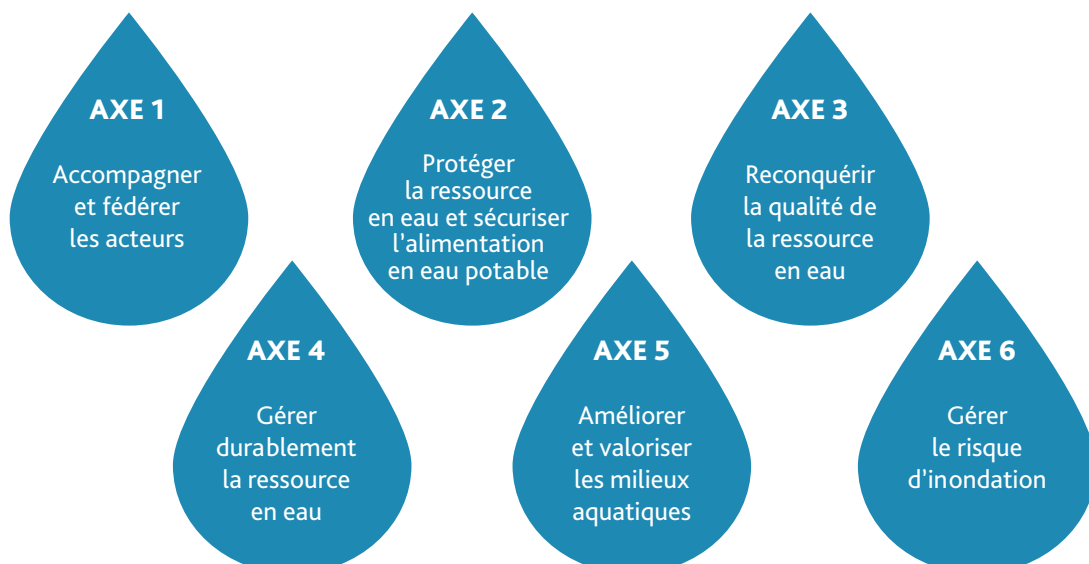 AXE 1
Accompagner
et fédérer
les acteurs
AXE 2
Protéger
la ressource
en eau et sécuriser
l’alimentation
en eau potable
AXE 3
Reconquérir
la qualité de
la ressource
en eau
AXE 4
Gérer
durablement
la ressource
en eau
AXE 5
Améliorer
et valoriser
les milieux
aquatiques
AXE 6
Gérer
le risque
d’inondation